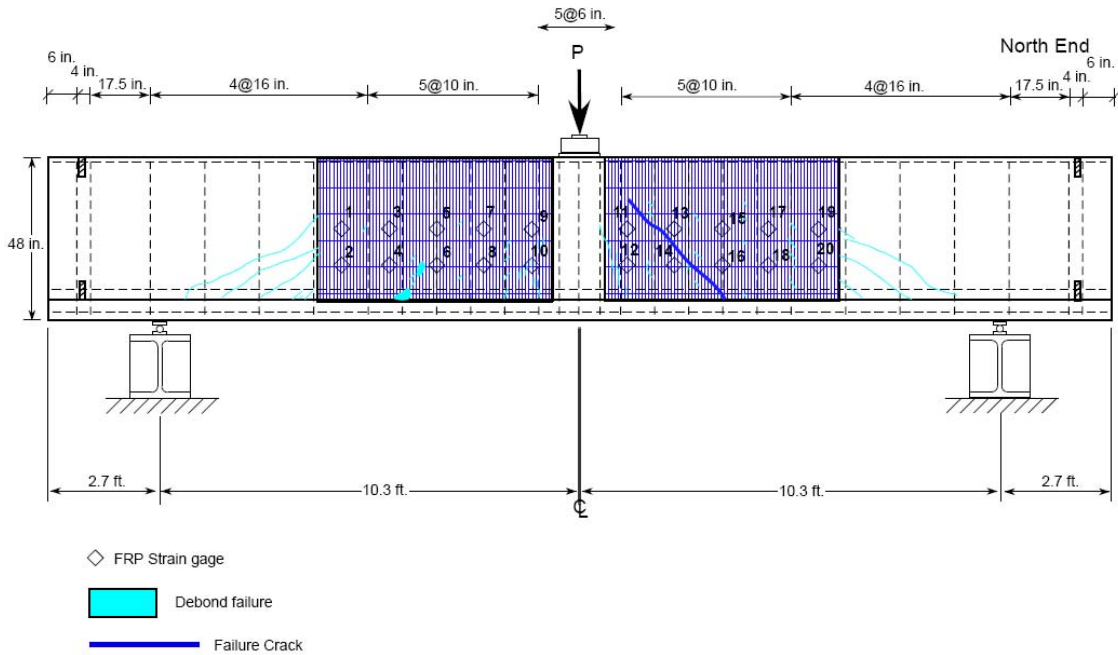 5@6 in.
P
North End
6 in.
4 in.
17.5 in.
4@16 in.
5@10 in.
5@10 in.
4@16 in.
17.5 in.
4 in.
6 in.
48 in.
1 3 5 7 9 11 13 15 17 19
2 4 6 8 10 12 14 16 18 20
2.7 ft.
10.3 ft.
10.3 ft.
2.7 ft.
℄
FRP Strain gage
Debond failure
Failure Crack